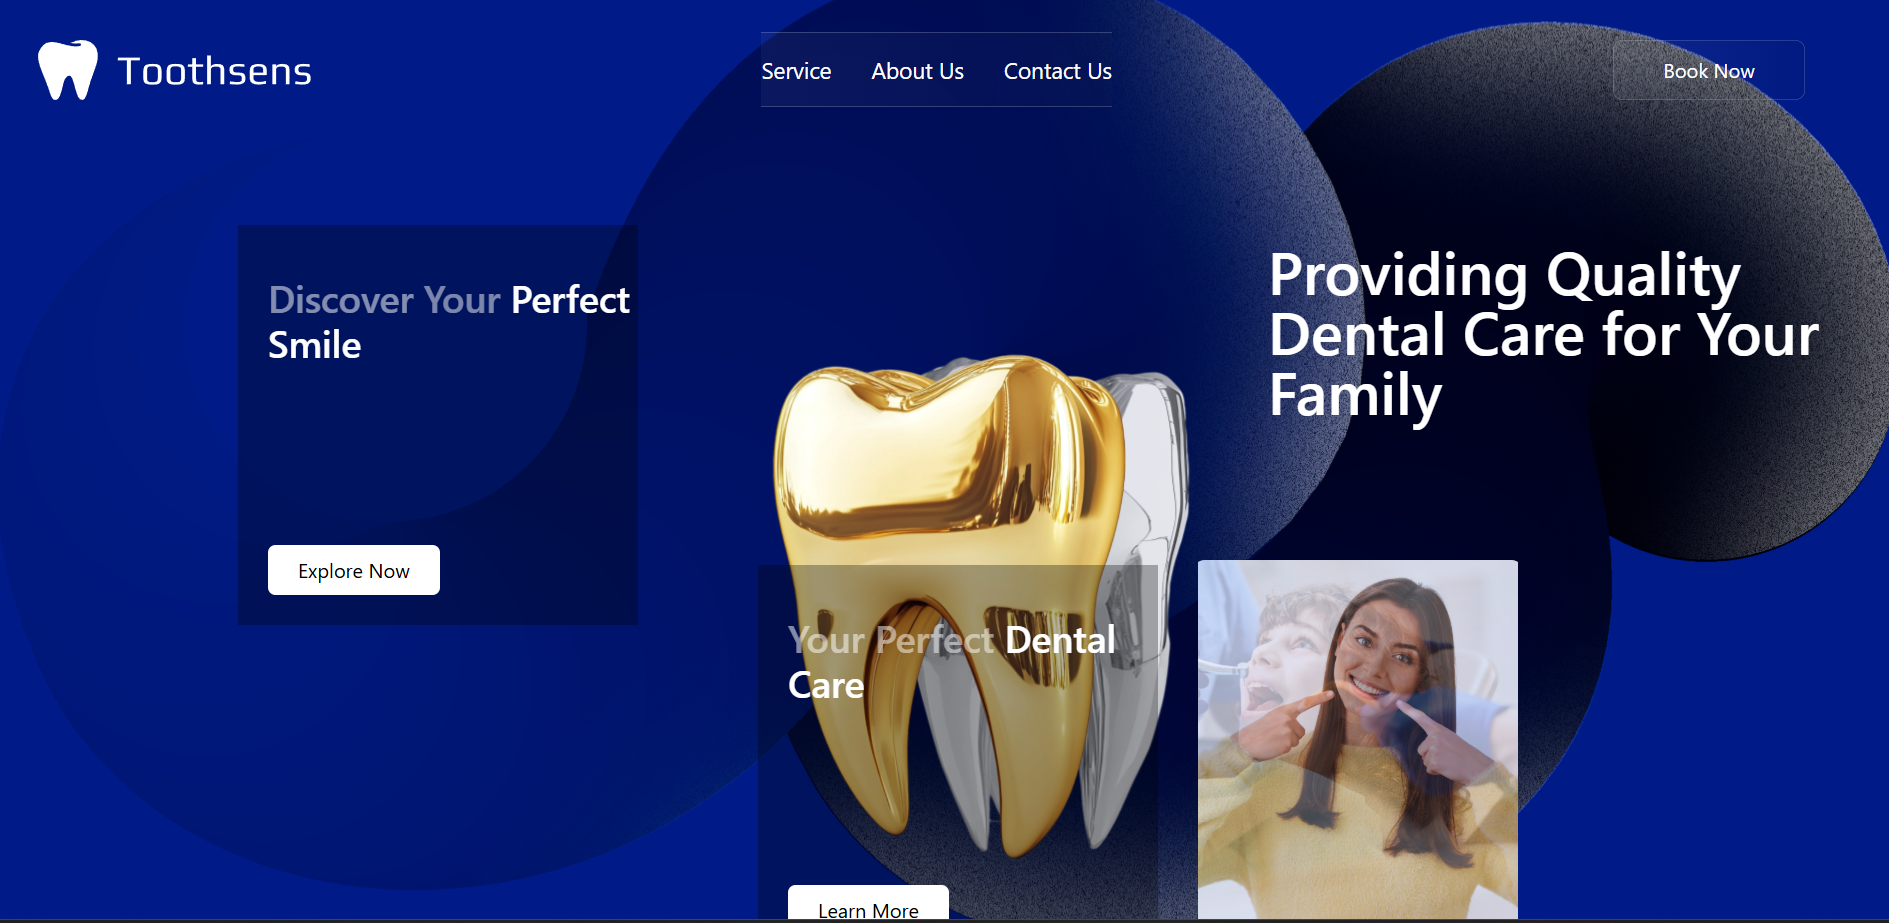 Toothsens
Service About Us Contact Us
Book Now
Discover Your Perfect
Smile
Explore Now
Providing Quality
Dental Care for Your
Family
Your Perfect Dental
Care
Learn More